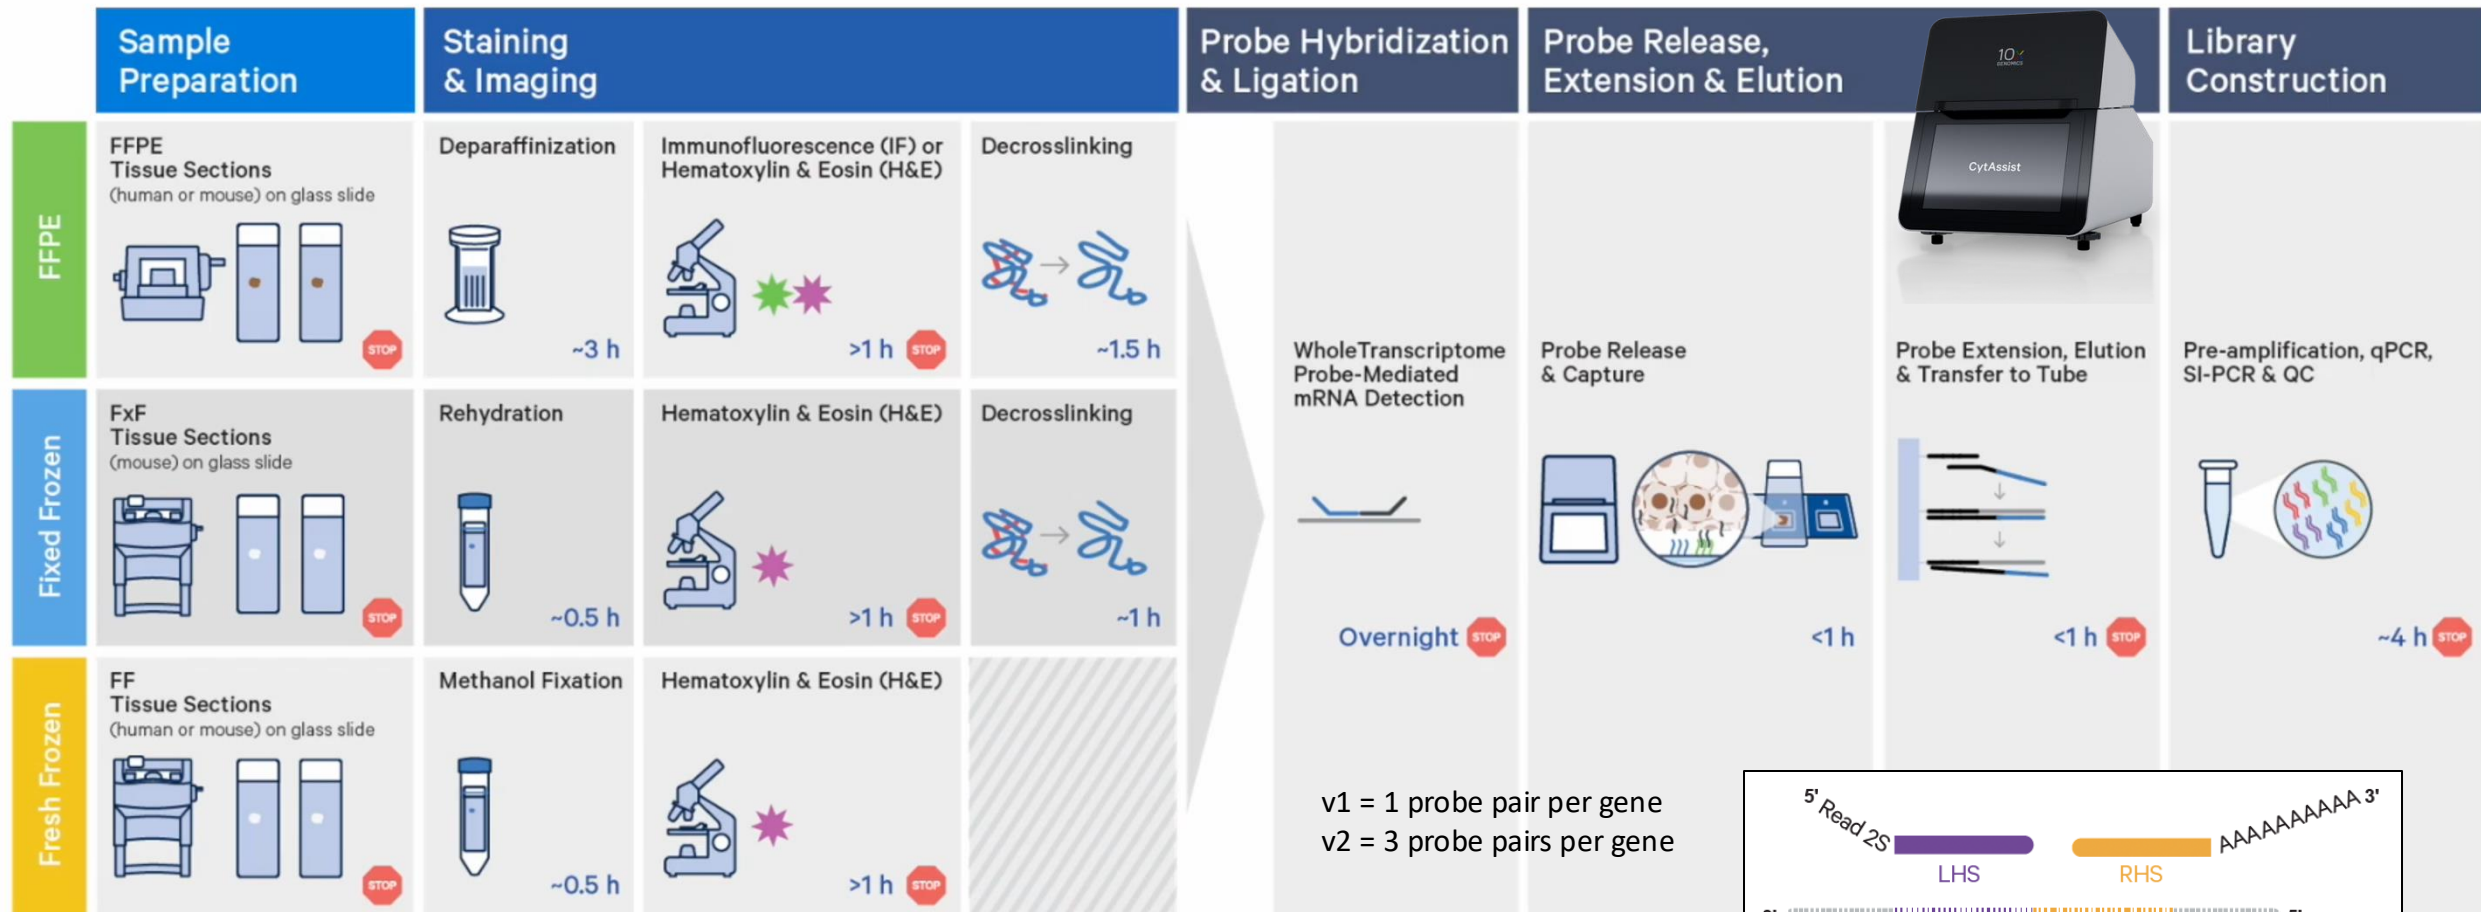 Sample
Preparation
Staining
& Imaging
Probe Hybridization
& Ligation
Probe Release,
Extension & Elution
Library
Construction
10x
GENOMICS
CytAssist
FFPE
FFPE
Tissue Sections
(human or mouse) on glass slide
STOP
Deparaffinization
~3 h
Immunofluorescence (IF) or
Hematoxylin & Eosin (H&E)
>1 h STOP
Decrosslinking
~1.5 h
Fixed Frozen
FxF
Tissue Sections
(mouse) on glass slide
STOP
Rehydration
~0.5 h
Hematoxylin & Eosin (H&E)
>1 h STOP
Decrosslinking
~1 h
Fresh Frozen
FF
Tissue Sections
(human or mouse) on glass slide
STOP
Methanol Fixation
~0.5 h
Hematoxylin & Eosin (H&E)
>1 h STOP
WholeTranscriptome
Probe-Mediated
mRNA Detection
Overnight STOP
Probe Release
& Capture
<1 h
Probe Extension, Elution
& Transfer to Tube
<1 h STOP
Pre-amplification, qPCR,
SI-PCR & QC
~4 h STOP
v1 = 1 probe pair per gene
v2 = 3 probe pairs per gene
5' Read 2S
AAAAAAAAAA 3'
LHS
RHS